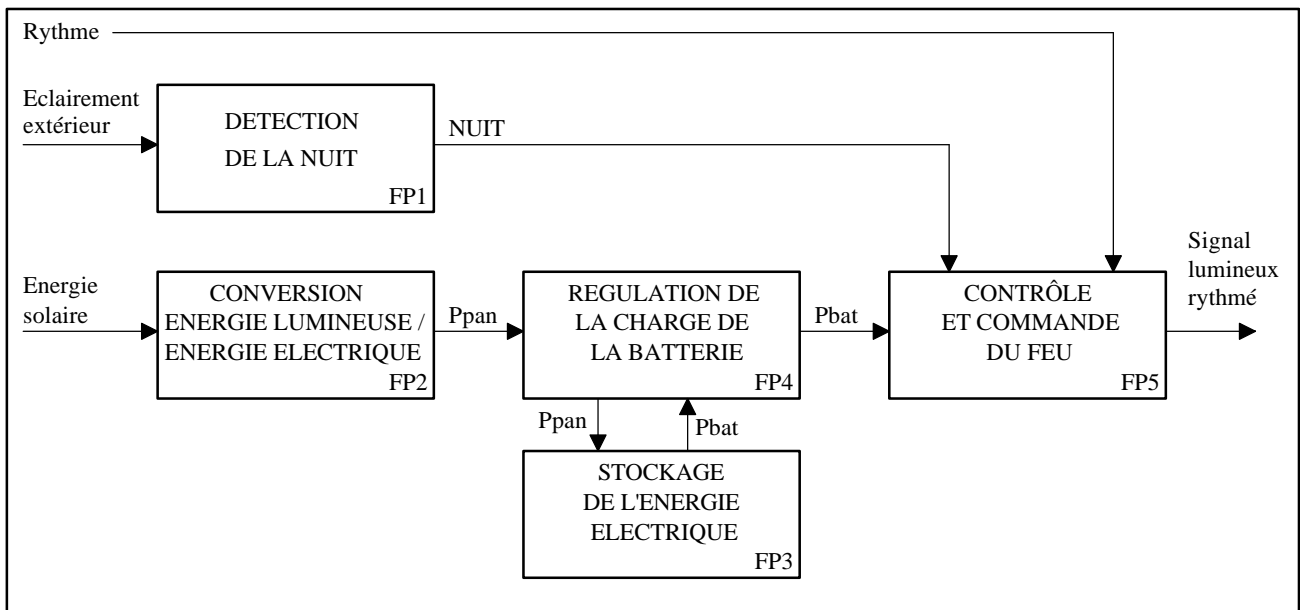 Rythme
Eclairement
extérieur
DETECTION
DE LA NUIT
FP1
NUIT
Energie
solaire
CONVERSION
ENERGIE LUMINEUSE /
ENERGIE ELECTRIQUE
FP2
Ppan
REGULATION DE
LA CHARGE DE
LA BATTERIE
FP4
Pbat
CONTRÔLE
ET COMMANDE
DU FEU
FP5
Signal
lumineux
rythmé
Ppan
Pbat
STOCKAGE
DE L'ENERGIE
ELECTRIQUE
FP3